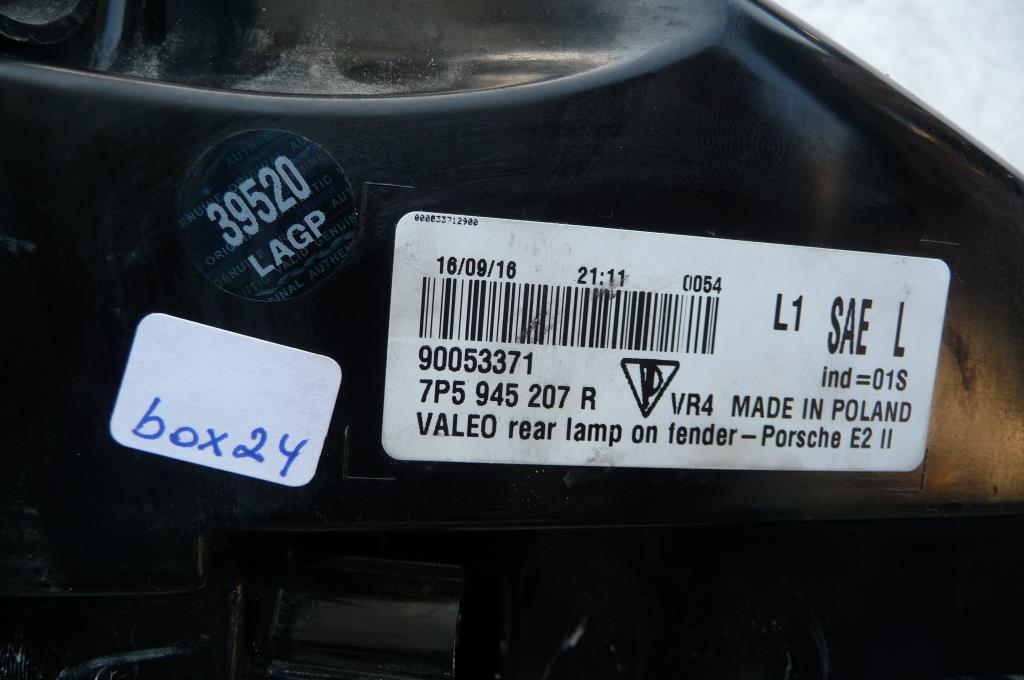 39520
LAGP
box24
000833712900
16/09/16 21:11 0054
L1 SAE L
90053371
ind=01S
7P5 945 207 R VR4 MADE IN POLAND
VALEO rear lamp on fender-Porsche E2 II